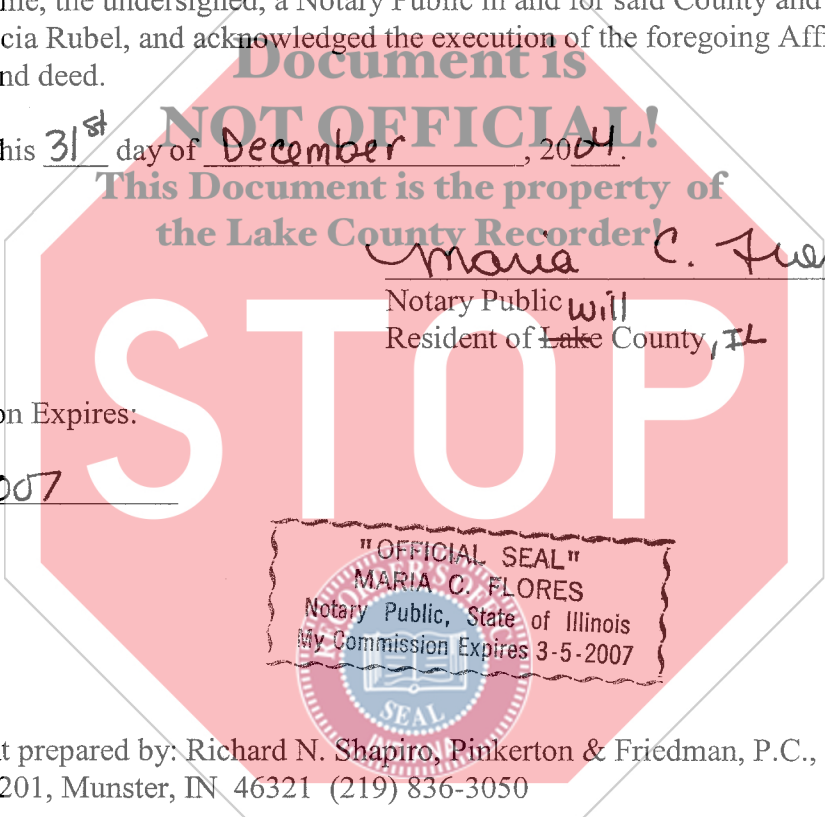 me, the undersigned, a Notary Public in and for said County and
cia Rubel, and acknowledged the execution of the foregoing Affi
nd deed.
Document is
NOT OFFICIAL!
his 31st day of December, 2004.
This Document is the property of
the Lake County Recorder!
Maria C.
Notary Public Will
Resident of Lake County, IL
STOP
on Expires:
007
"OFFICIAL SEAL"
MARIA C. FLORES
Notary Public, State of Illinois
My Commission Expires 3-5-2007
RECORDER'S OFFICE
SEAL
INDIANA
t prepared by: Richard N. Shapiro, Pinkerton & Friedman, P.C.,
201, Munster, IN 46321 (219) 836-3050